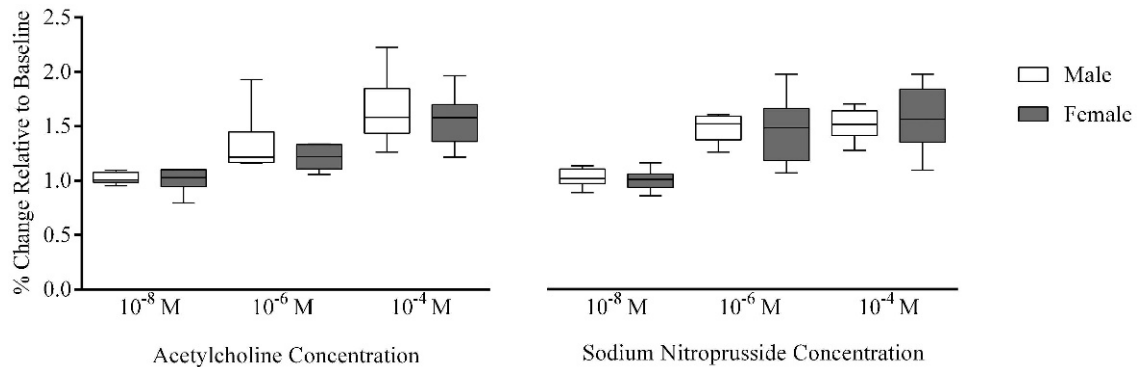 % Change Relative to Baseline
2.5
2.0
1.5
1.0
0.5
0.0
10⁻⁸ M 10⁻⁶ M 10⁻⁴ M
Acetylcholine Concentration
10⁻⁸ M 10⁻⁶ M 10⁻⁴ M
Sodium Nitroprusside Concentration
Male
Female